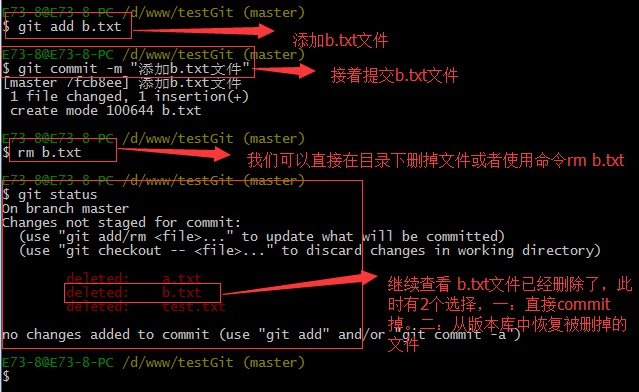 E73-8@E73-8-PC /d/www/testGit (master)
$ git add b.txt
添加b.txt文件
E73-8@E73-8-PC /d/www/testGit (master)
$ git commit -m "添加b.txt文件"
接着提交b.txt文件
[master 7fcb8ee] 添加b.txt文件
1 file changed, 1 insertion(+)
create mode 100644 b.txt
E73-8@E73-8-PC /d/www/testGit (master)
$ rm b.txt
我们可以直接在目录下删掉文件或者使用命令rm b.txt
E73-8@E73-8-PC /d/www/testGit (master)
$ git status
On branch master
Changes not staged for commit:
(use "git add/rm <file>..." to update what will be committed)
(use "git checkout -- <file>..." to discard changes in working directory)
deleted: a.txt
deleted: b.txt
deleted: test.txt
继续查看 b.txt文件已经删除了，此
时有2个选择，一：直接commit
掉。二：从版本库中恢复被删掉的
文件
no changes added to commit (use "git add" and/or "git commit -a")
E73-8@E73-8-PC /d/www/testGit (master)
$